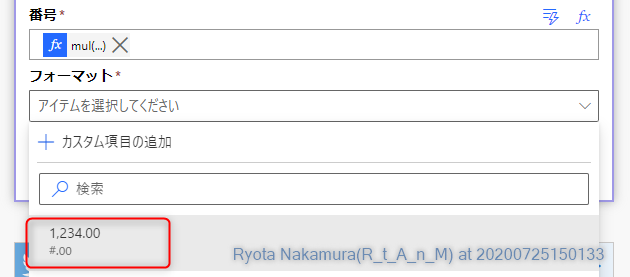 番号*
fx
fx mul(...)
フォーマット*
アイテムを選択してください
カスタム項目の追加
検索
1,234.00
#.00
Ryota Nakamura(R_t_A_n_M) at 20200725150133